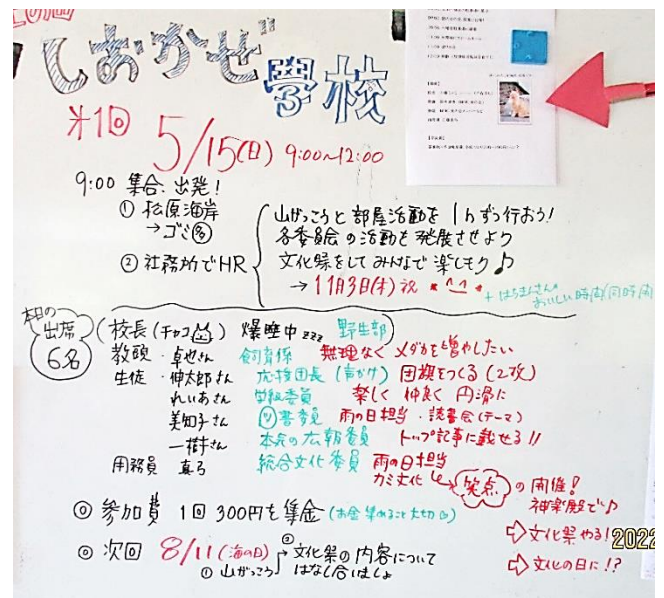 しおかぜ學校
オ1回 5/15(日) 9:00~12:00
9:00 集合、出発!
① 松原海岸
→ゴミ㊂
② 社務所でHR
山がっこうと部屋活動を 1hずつ行おう!
各委員会の活動を発展させよう
文化祭をして みんなで楽しもう♪
→11月3日(木)祝 *^_^*
+はちまんさん
おいしい時間(同時間
本日の出席 6名
校長(チャコ) 爆睡中zzz 野生部
教頭・卓也さん 飼育係 無理なく メダカを増やしたい
生徒・伸太郎さん 応援団長(声かけ) 団旗をつくる(2枚)
れいあさん 学級委員 楽しく 仲良く 円滑に
美知子さん 図書委員 雨の日担当・読書会(テーマ)
一樹さん 本気の広報委員 トップ記事に載せる!!
用務員 真弓 統合文化委員 雨の日担当
カミ文化 笑点の開催!
神楽殿で♪
◎ 参加費 1回 300円を集金(お金集めること大切
⇨文化祭やる!
◎ 次回 8/11(海の日) ②文化祭の内容について
① 山がっこう はなし合いましょ
⇨文化の日に!?
2022